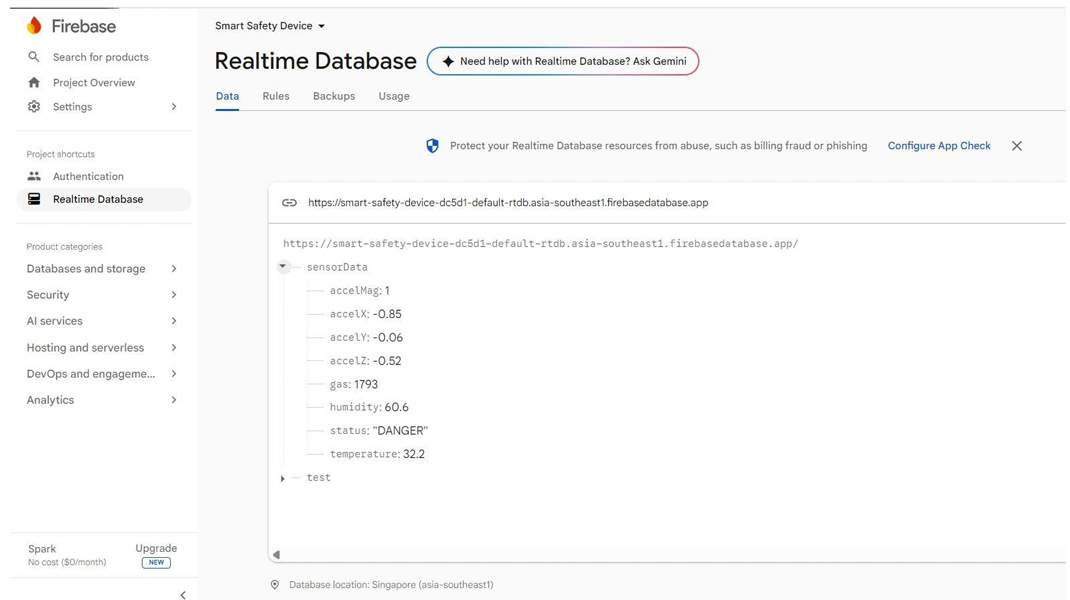 Firebase
Search for products
Project Overview
Settings
Project shortcuts
Authentication
Realtime Database
Product categories
Databases and storage
Security
AI services
Hosting and serverless
DevOps and engageme...
Analytics
Spark
No cost ($0/month)
Upgrade
NEW
Smart Safety Device
Realtime Database
Need help with Realtime Database? Ask Gemini
Data Rules Backups Usage
Protect your Realtime Database resources from abuse, such as billing fraud or phishing Configure App Check
https://smart-safety-device-dc5d1-default-rtdb.asia-southeast1.firebasedatabase.app
https://smart-safety-device-dc5d1-default-rtdb.asia-southeast1.firebasedatabase.app/
sensorData
accelMag: 1
accelX: -0.85
accelY: -0.06
accelZ: -0.52
gas: 1793
humidity: 60.6
status: "DANGER"
temperature: 32.2
test
Database location: Singapore (asia-southeast1)